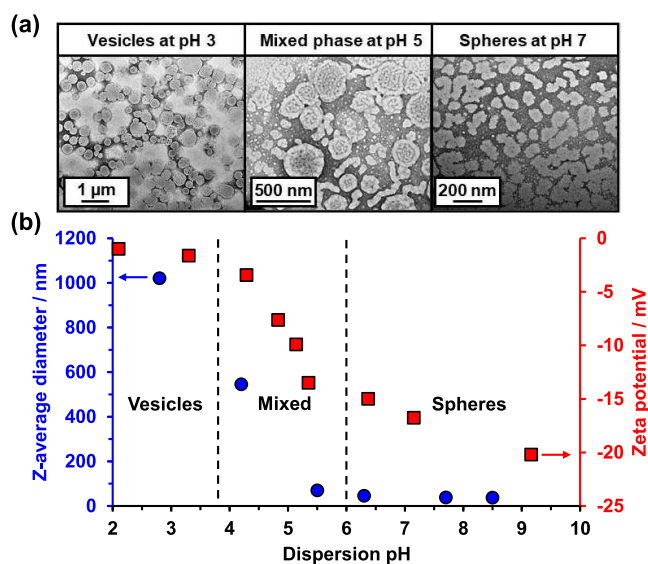 (a)
Vesicles at pH 3 Mixed phase at pH 5 Spheres at pH 7
1 µm 500 nm 200 nm
(b)
Z-average diameter / nm
1200
1000
800
600
400
200
0
Vesicles Mixed Spheres
0
-5
-10
-15
-20
-25
Zeta potential / mV
2 3 4 5 6 7 8 9 10
Dispersion pH